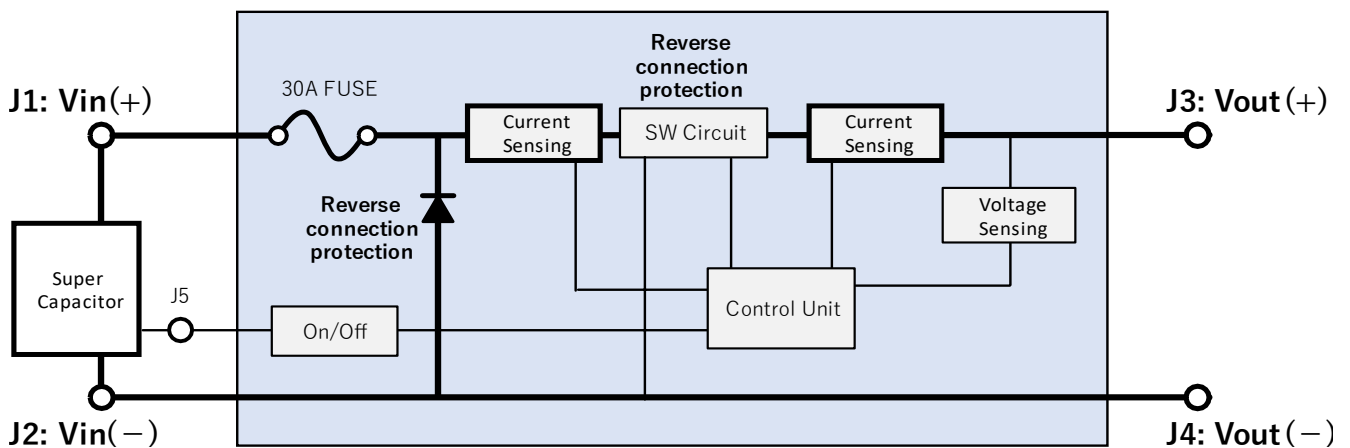 Reverse
connection
protection
30A FUSE
J1: Vin(+)
J3: Vout(+)
Current
Sensing
SW Circuit
Current
Sensing
Reverse
connection
protection
Voltage
Sensing
Super
Capacitor
J5
On/Off
Control Unit
J2: Vin(−)
J4: Vout(−)